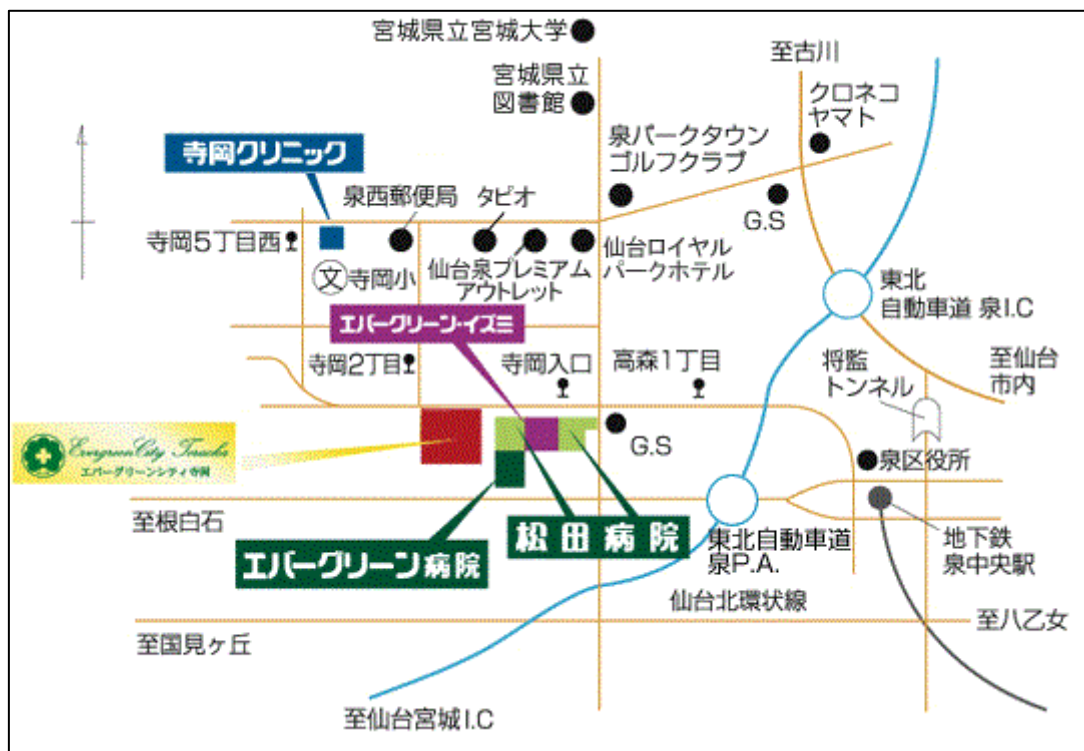 宮城県立宮城大学
宮城県立
図書館
至古川
クロネコ
ヤマト
寺岡クリニック
泉パークタウン
ゴルフクラブ
泉西郵便局
タピオ
G.S
寺岡5丁目西
文
寺岡小
仙台泉プレミアム
アウトレット
仙台ロイヤル
パークホテル
東北
自動車道 泉I.C
エバーグリーン・イズミ
寺岡2丁目
寺岡入口
高森1丁目
将監
トンネル
至仙台
市内
Evergreen City Teraoka
エバーグリーンシティ寺岡
G.S
泉区役所
至根白石
松田病院
エバーグリーン病院
東北自動車道
泉P.A.
地下鉄
泉中央駅
仙台北環状線
至国見ヶ丘
至八乙女
至仙台宮城I.C